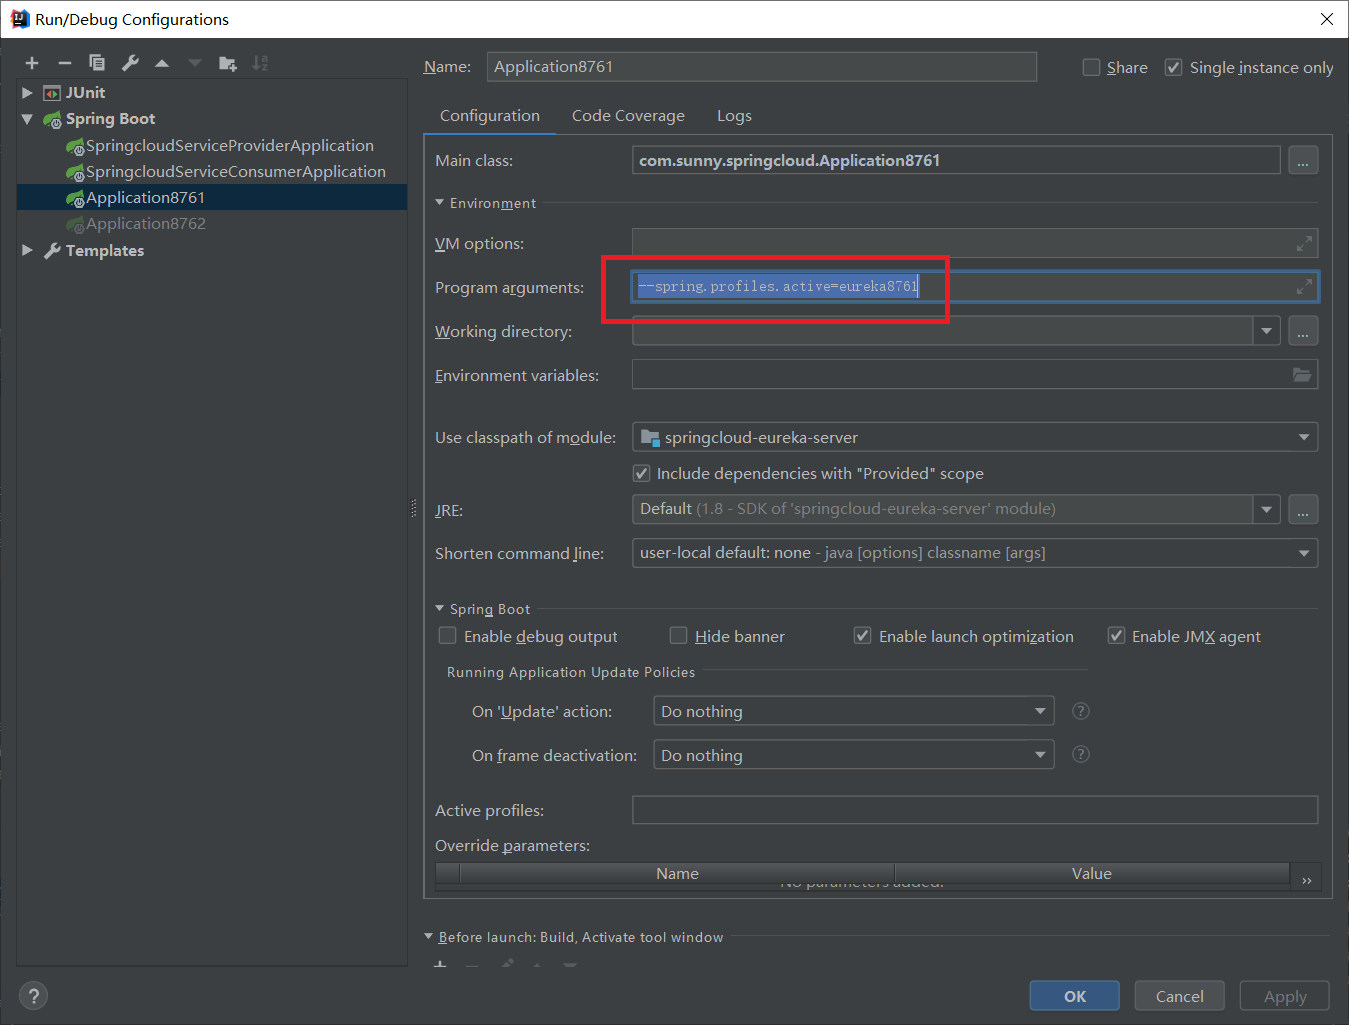 Run/Debug Configurations
JUnit
Spring Boot
SpringcloudServiceProviderApplication
SpringcloudServiceConsumerApplication
Application8761
Application8762
Templates
Name: Application8761
Share
Single instance only
Configuration Code Coverage Logs
Main class: com.sunny.springcloud.Application8761 ...
Environment
VM options:
Program arguments: --spring.profiles.active=eureka8761
Working directory: ...
Environment variables:
Use classpath of module: springcloud-eureka-server
Include dependencies with "Provided" scope
JRE: Default (1.8 - SDK of 'springcloud-eureka-server' module) ...
Shorten command line: user-local default: none - java [options] classname [args]
Spring Boot
Enable debug output Hide banner Enable launch optimization Enable JMX agent
Running Application Update Policies
On 'Update' action: Do nothing ?
On frame deactivation: Do nothing ?
Active profiles:
Override parameters:
Name Value »
No parameters added.
Before launch: Build, Activate tool window
? OK Cancel Apply